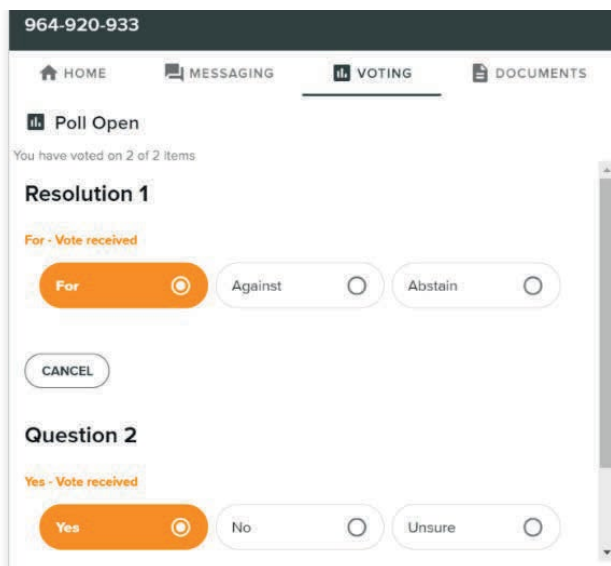 964-920-933
HOME MESSAGING VOTING DOCUMENTS
Poll Open
You have voted on 2 of 2 items
Resolution 1
For - Vote received
For Against Abstain
CANCEL
Question 2
Yes - Vote received
Yes No Unsure